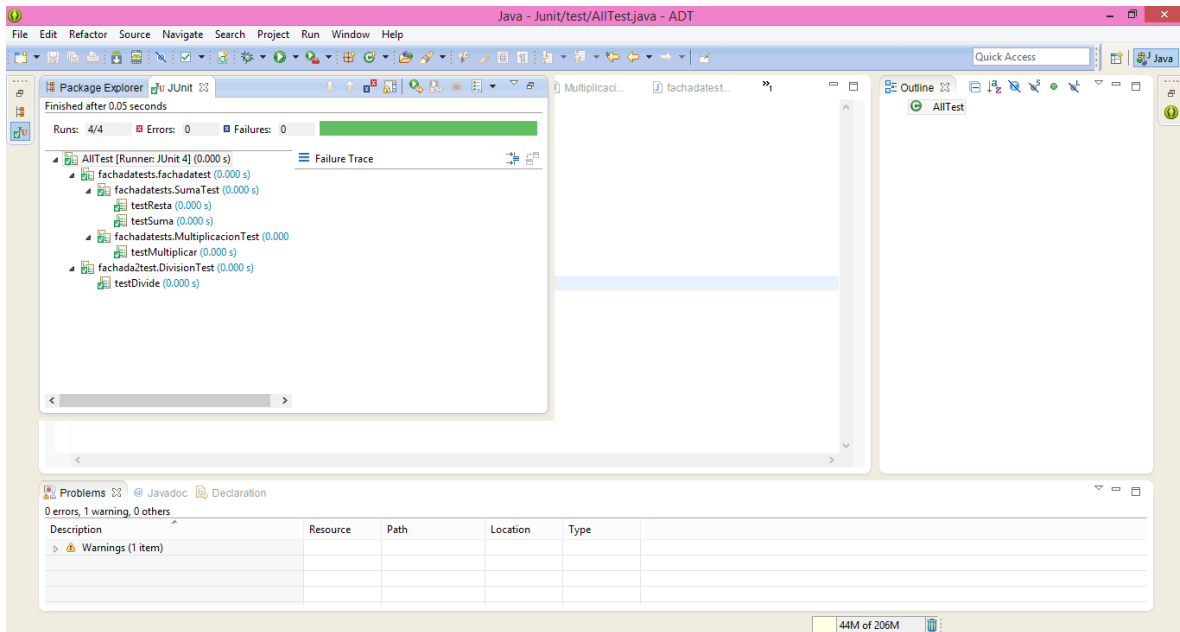 Java - Junit/test/AllTest.java - ADT
File Edit Refactor Source Navigate Search Project Run Window Help
Quick Access
Java
Package Explorer JUnit
Multiplicaci...
fachadatest...
»1
Outline
Finished after 0.05 seconds
AllTest
Runs: 4/4 Errors: 0 Failures: 0
AllTest [Runner: JUnit 4] (0.000 s)
Failure Trace
fachadatests.fachadatest (0.000 s)
fachadatests.SumaTest (0.000 s)
testResta (0.000 s)
testSuma (0.000 s)
fachadatests.MultiplicacionTest (0.000
testMultiplicar (0.000 s)
fachada2test.DivisionTest (0.000 s)
testDivide (0.000 s)
Problems @ Javadoc Declaration
0 errors, 1 warning, 0 others
Description Resource Path Location Type
Warnings (1 item)
44M of 206M